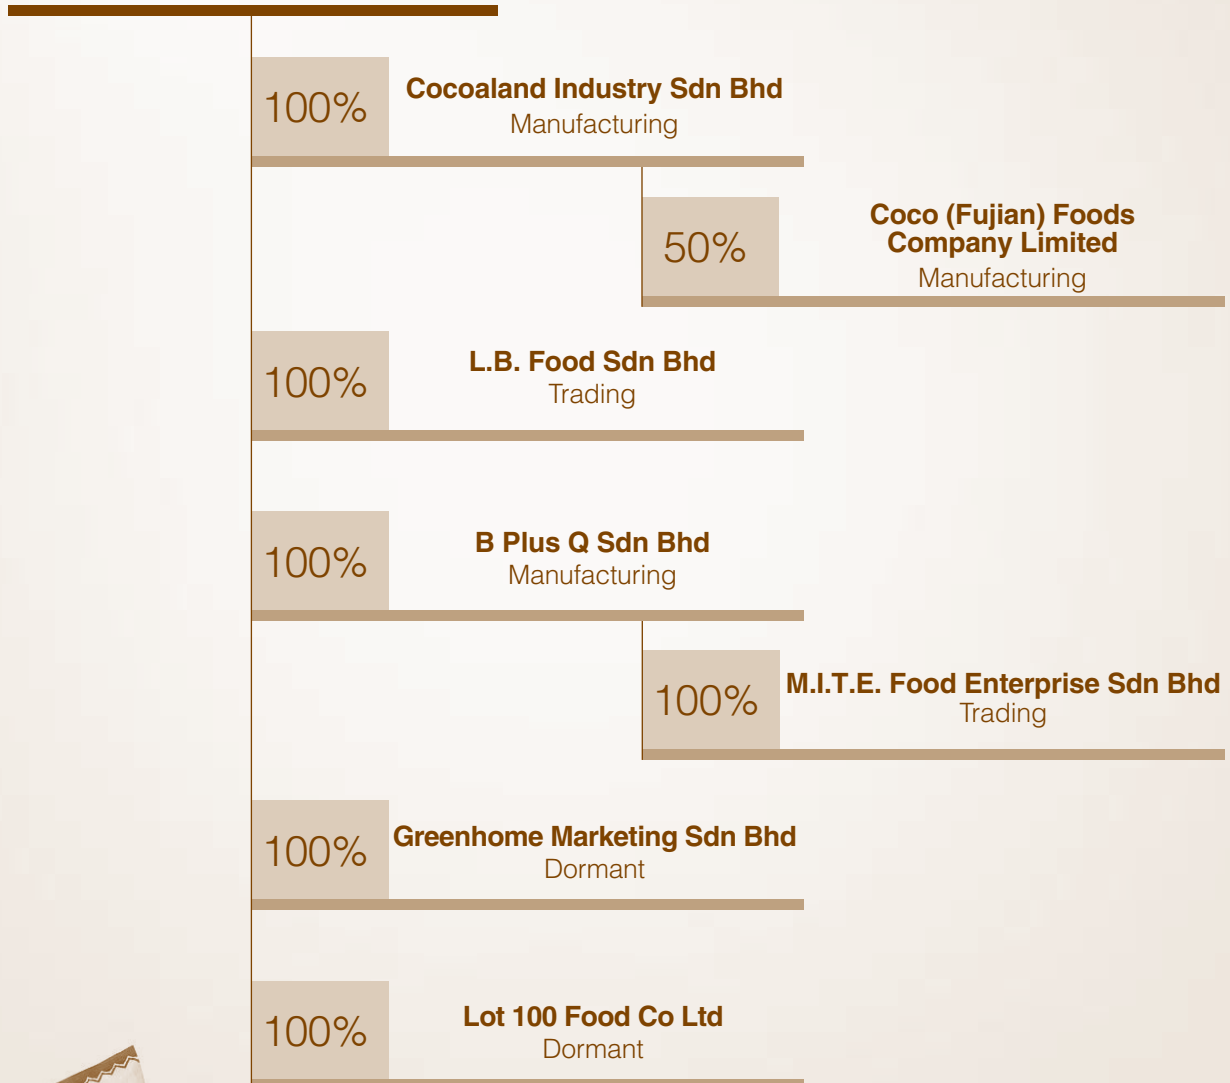 100%
Cocoaland Industry Sdn Bhd
Manufacturing
50%
Coco (Fujian) Foods
Company Limited
Manufacturing
100%
L.B. Food Sdn Bhd
Trading
100%
B Plus Q Sdn Bhd
Manufacturing
100%
M.I.T.E. Food Enterprise Sdn Bhd
Trading
100%
Greenhome Marketing Sdn Bhd
Dormant
100%
Lot 100 Food Co Ltd
Dormant